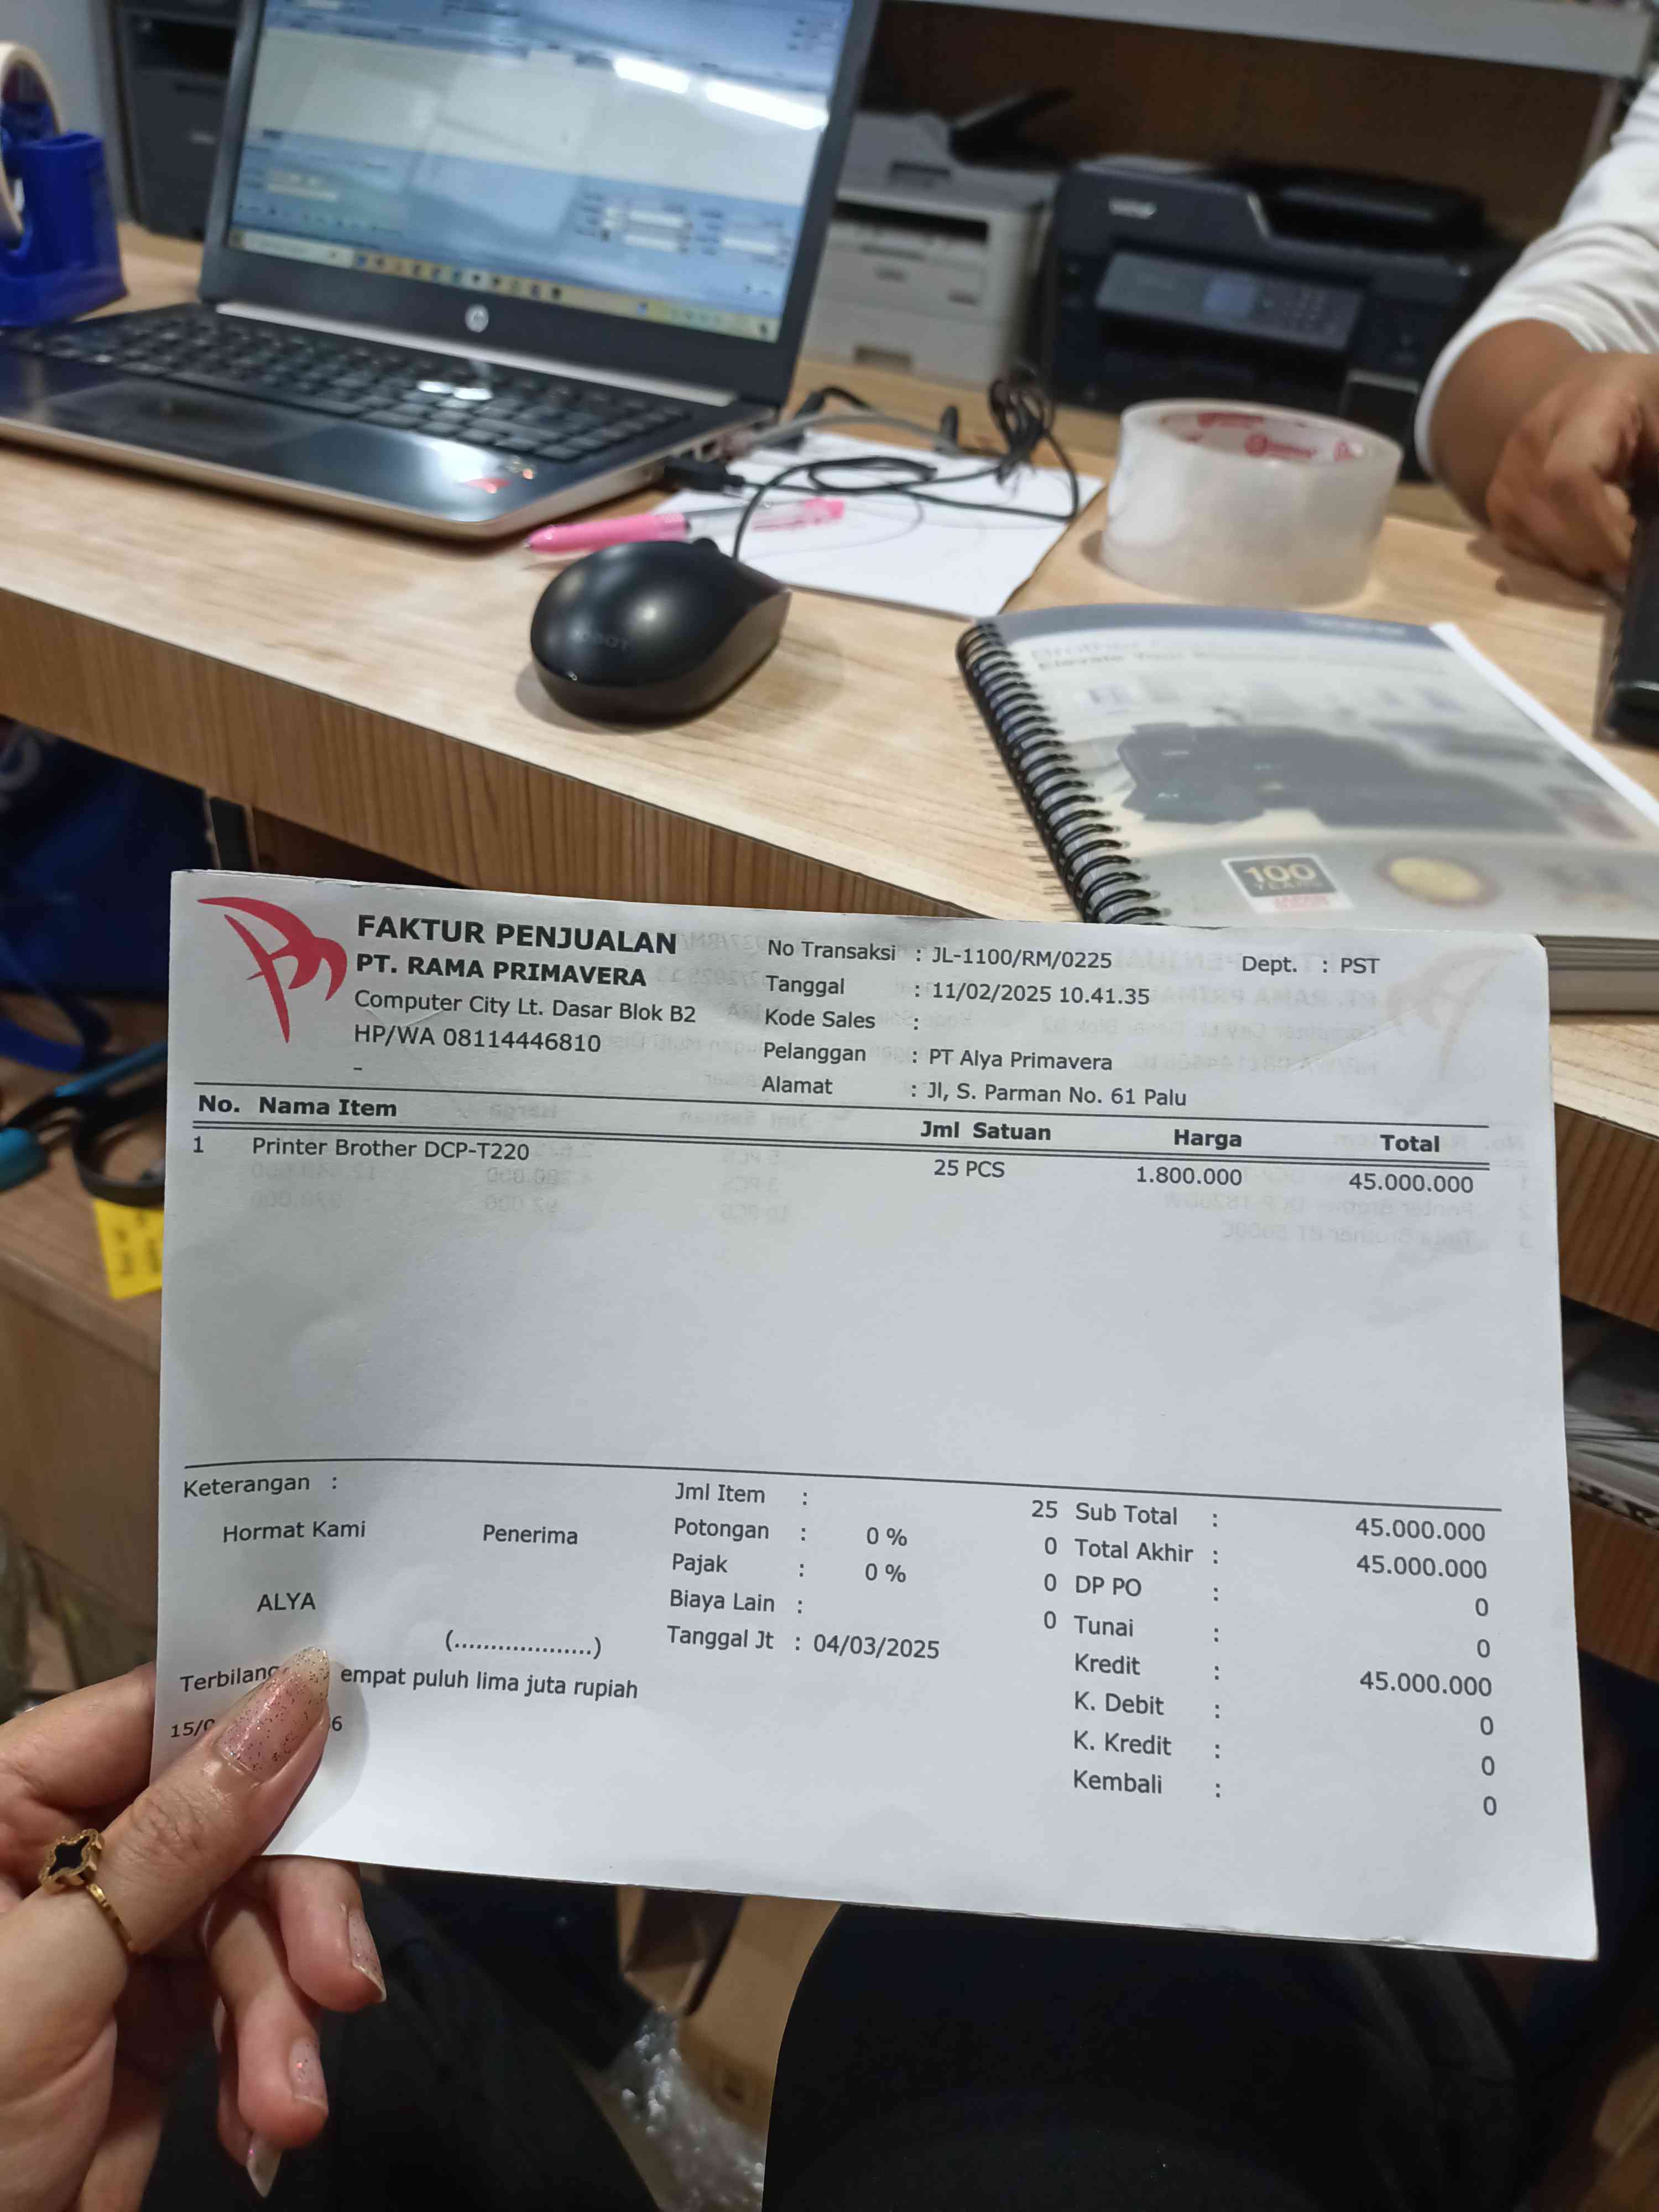 hp
100
YEARS
FAKTUR PENJUALAN
PT. RAMA PRIMAVERA
Computer City Lt. Dasar Blok B2
HP/WA 08114446810
-
No Transaksi : JL-1100/RM/0225 Dept. : PST
Tanggal : 11/02/2025 10.41.35
Kode Sales :
Pelanggan : PT Alya Primavera
Alamat : Jl, S. Parman No. 61 Palu
No. Nama Item Jml Satuan Harga Total
1 Printer Brother DCP-T220 25 PCS 1.800.000 45.000.000
Keterangan :
Hormat Kami Penerima
ALYA
(...................)
Jml Item : 25
Potongan : 0 % 0
Pajak : 0 % 0
Biaya Lain : 0
Tanggal Jt : 04/03/2025
Sub Total : 45.000.000
Total Akhir : 45.000.000
DP PO : 0
Tunai : 0
Kredit : 45.000.000
K. Debit : 0
K. Kredit : 0
Kembali : 0
Terbilang empat puluh lima juta rupiah